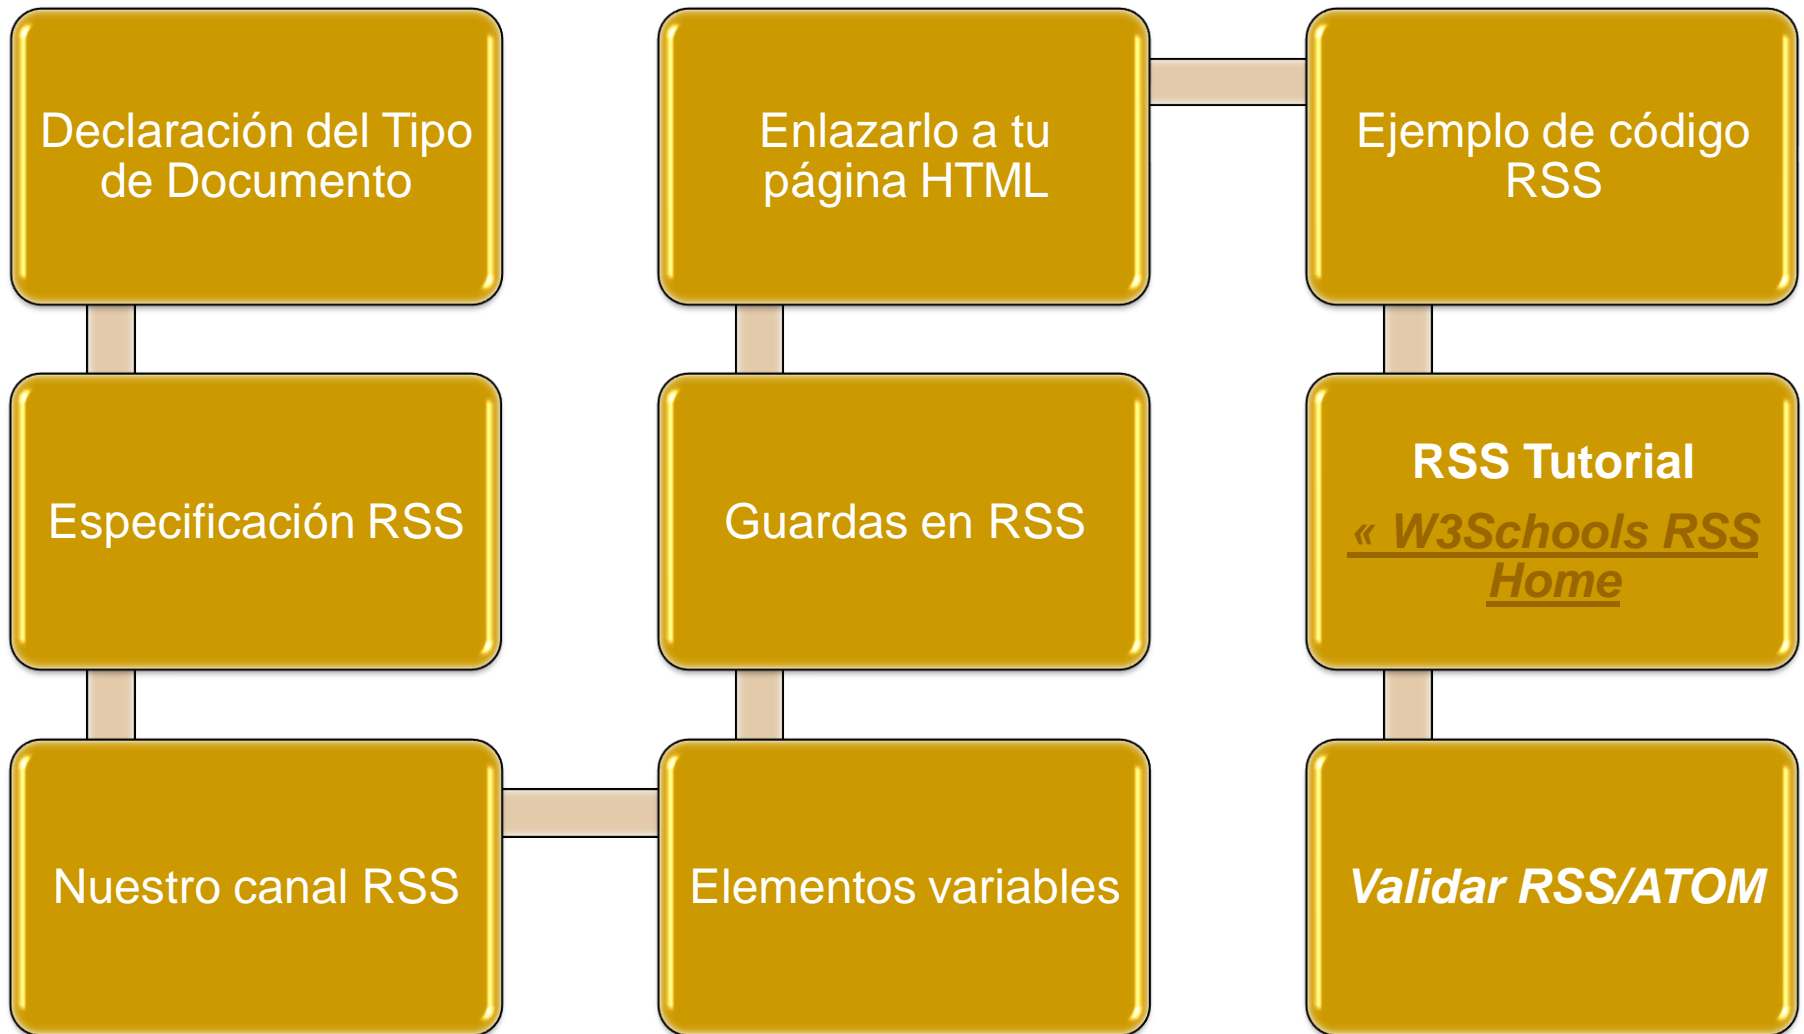 Declaración del Tipo
de Documento
Especificación RSS
Nuestro canal RSS
Elementos variables
Guardas en RSS
Enlazarlo a tu
página HTML
Ejemplo de código
RSS
RSS Tutorial
« W3Schools RSS
Home
Validar RSS/ATOM